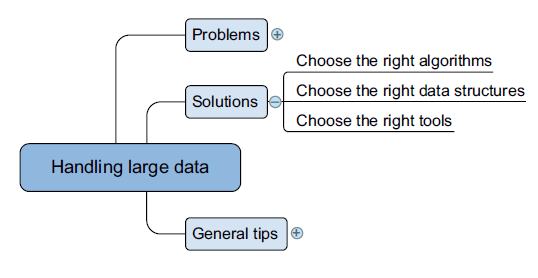 Problems
Choose the right algorithms
Solutions
Choose the right data structures
Choose the right tools
Handling large data
General tips